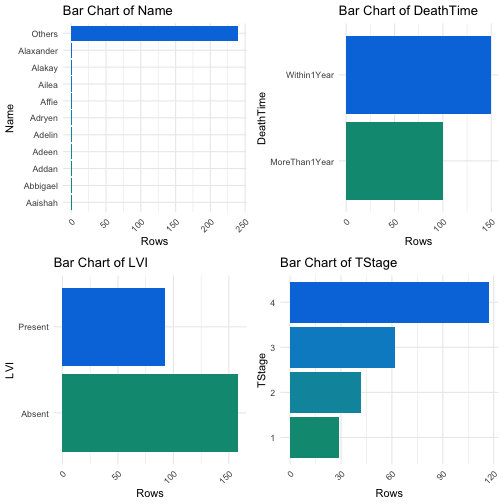 Bar Chart of Name
Name
Others
Alaxander
Alakay
Ailea
Affie
Adryen
Adelin
Adeen
Addan
Abbigael
Aaishah
0
50
100
150
200
250
Rows
Bar Chart of DeathTime
DeathTime
Within1Year
MoreThan1Year
0
50
100
150
Rows
Bar Chart of LVI
LVI
Present
Absent
0
50
100
150
Rows
Bar Chart of TStage
TStage
4
3
2
1
0
30
60
90
120
Rows